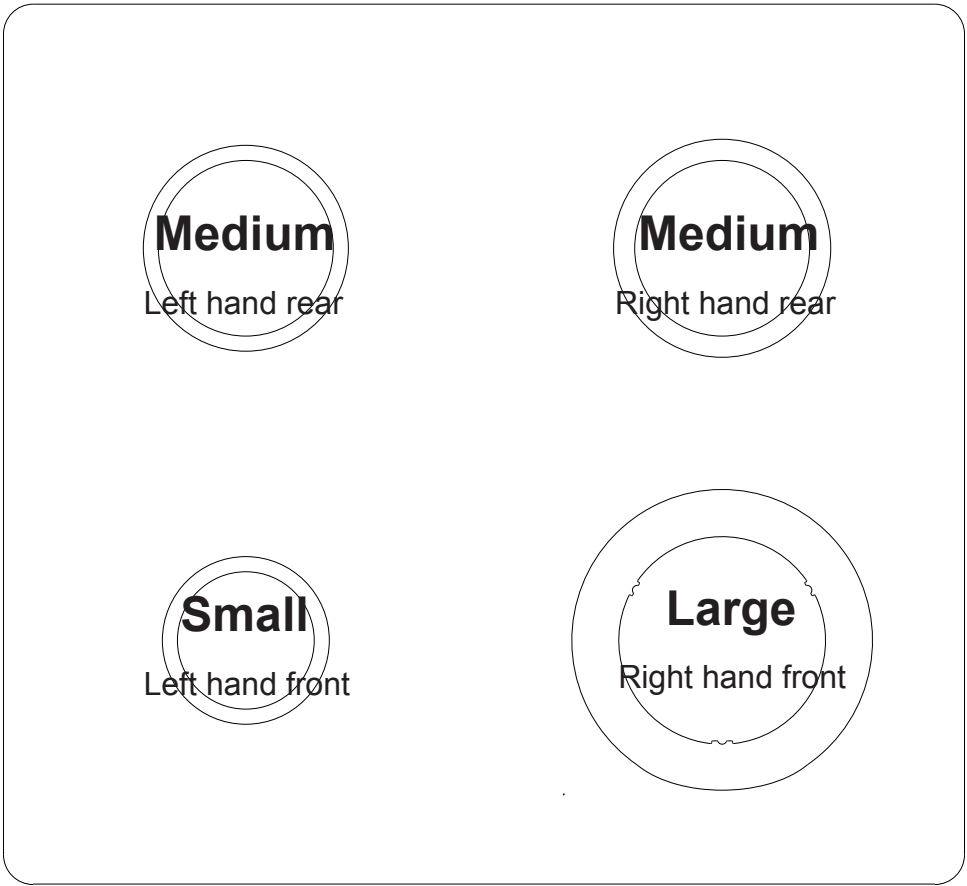 Medium
Left hand rear
Medium
Right hand rear
Small
Left hand front
Large
Right hand front